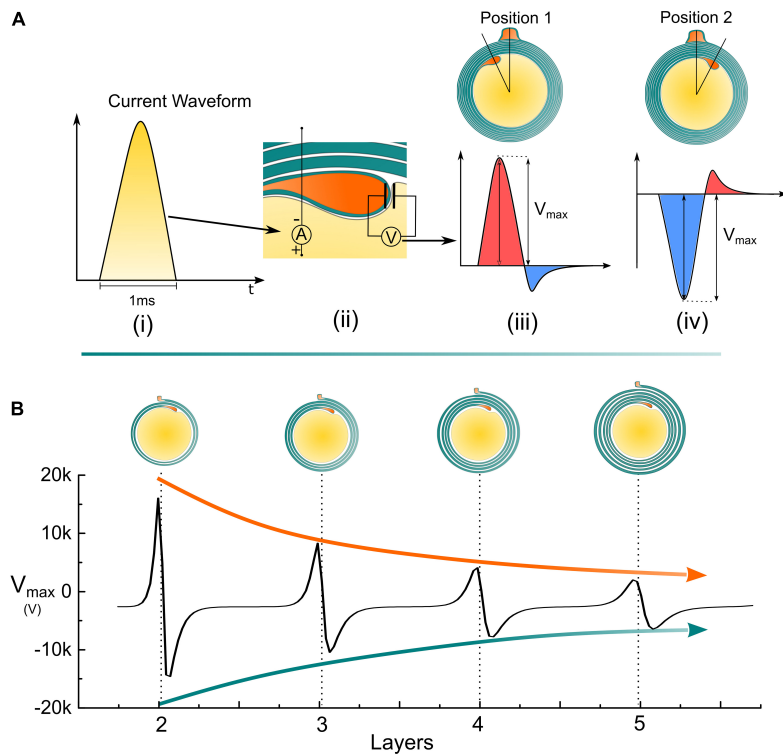 A
Position 1
Position 2
Current Waveform
-
A
+
V
Vmax
Vmax
t
1ms
(i)
(ii)
(iii)
(iv)
B
20k
10k
0
-10k
-20k
Vmax
(V)
2
3
4
5
Layers